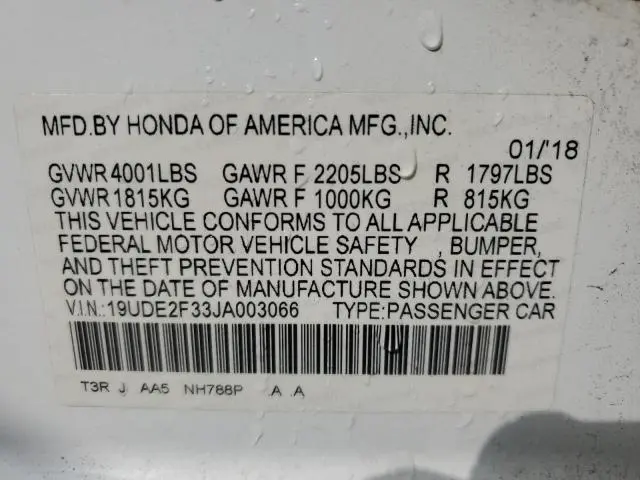 MFD.BY HONDA OF AMERICA MFG.,INC.
01/'18
GVWR 4001LBS GAWR F 2205LBS R 1797LBS
GVWR 1815KG GAWR F 1000KG R 815KG
THIS VEHICLE CONFORMS TO ALL APPLICABLE
FEDERAL MOTOR VEHICLE SAFETY , BUMPER,
AND THEFT PREVENTION STANDARDS IN EFFECT
ON THE DATE OF MANUFACTURE SHOWN ABOVE.
V.I.N.:19UDE2F33JA003066 TYPE:PASSENGER CAR
T3R J AA5 NH788P .A .A